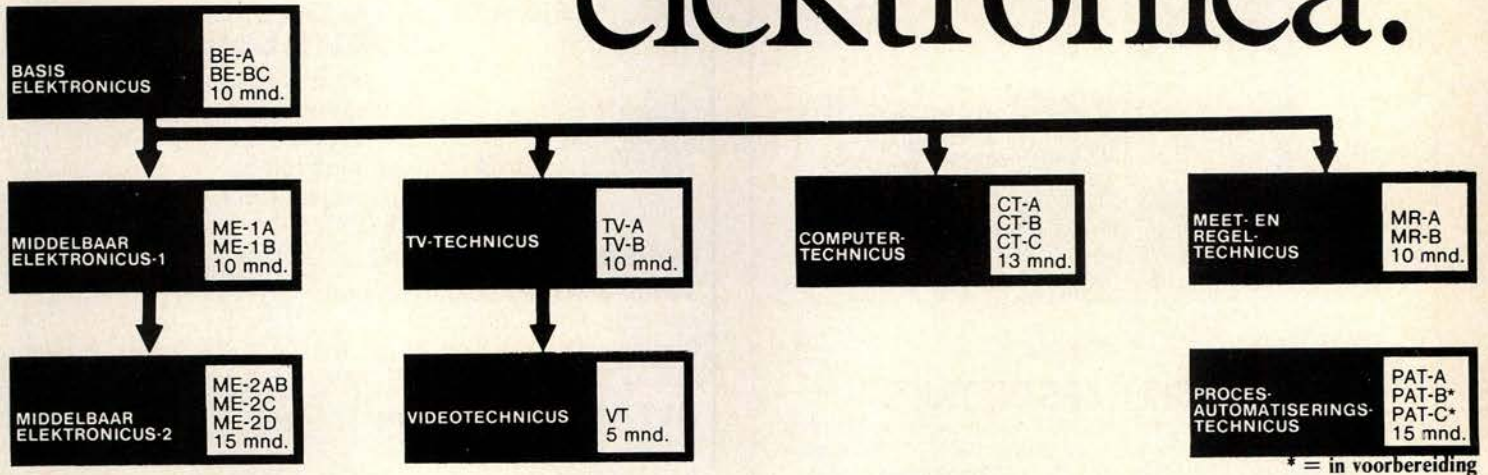 elektronica.
BASIS
ELEKTRONICUS
BE-A
BE-BC
10 mnd.
MIDDELBAAR
ELEKTRONICUS-1
ME-1A
ME-1B
10 mnd.
TV-TECHNICUS
TV-A
TV-B
10 mnd.
COMPUTER-
TECHNICUS
CT-A
CT-B
CT-C
13 mnd.
MEET- EN
REGEL-
TECHNICUS
MR-A
MR-B
10 mnd.
MIDDELBAAR
ELEKTRONICUS-2
ME-2AB
ME-2C
ME-2D
15 mnd.
VIDEOTECHNICUS
VT
5 mnd.
PROCES-
AUTOMATISERINGS-
TECHNICUS
PAT-A
PAT-B*
PAT-C*
15 mnd.
* = in voorbereiding